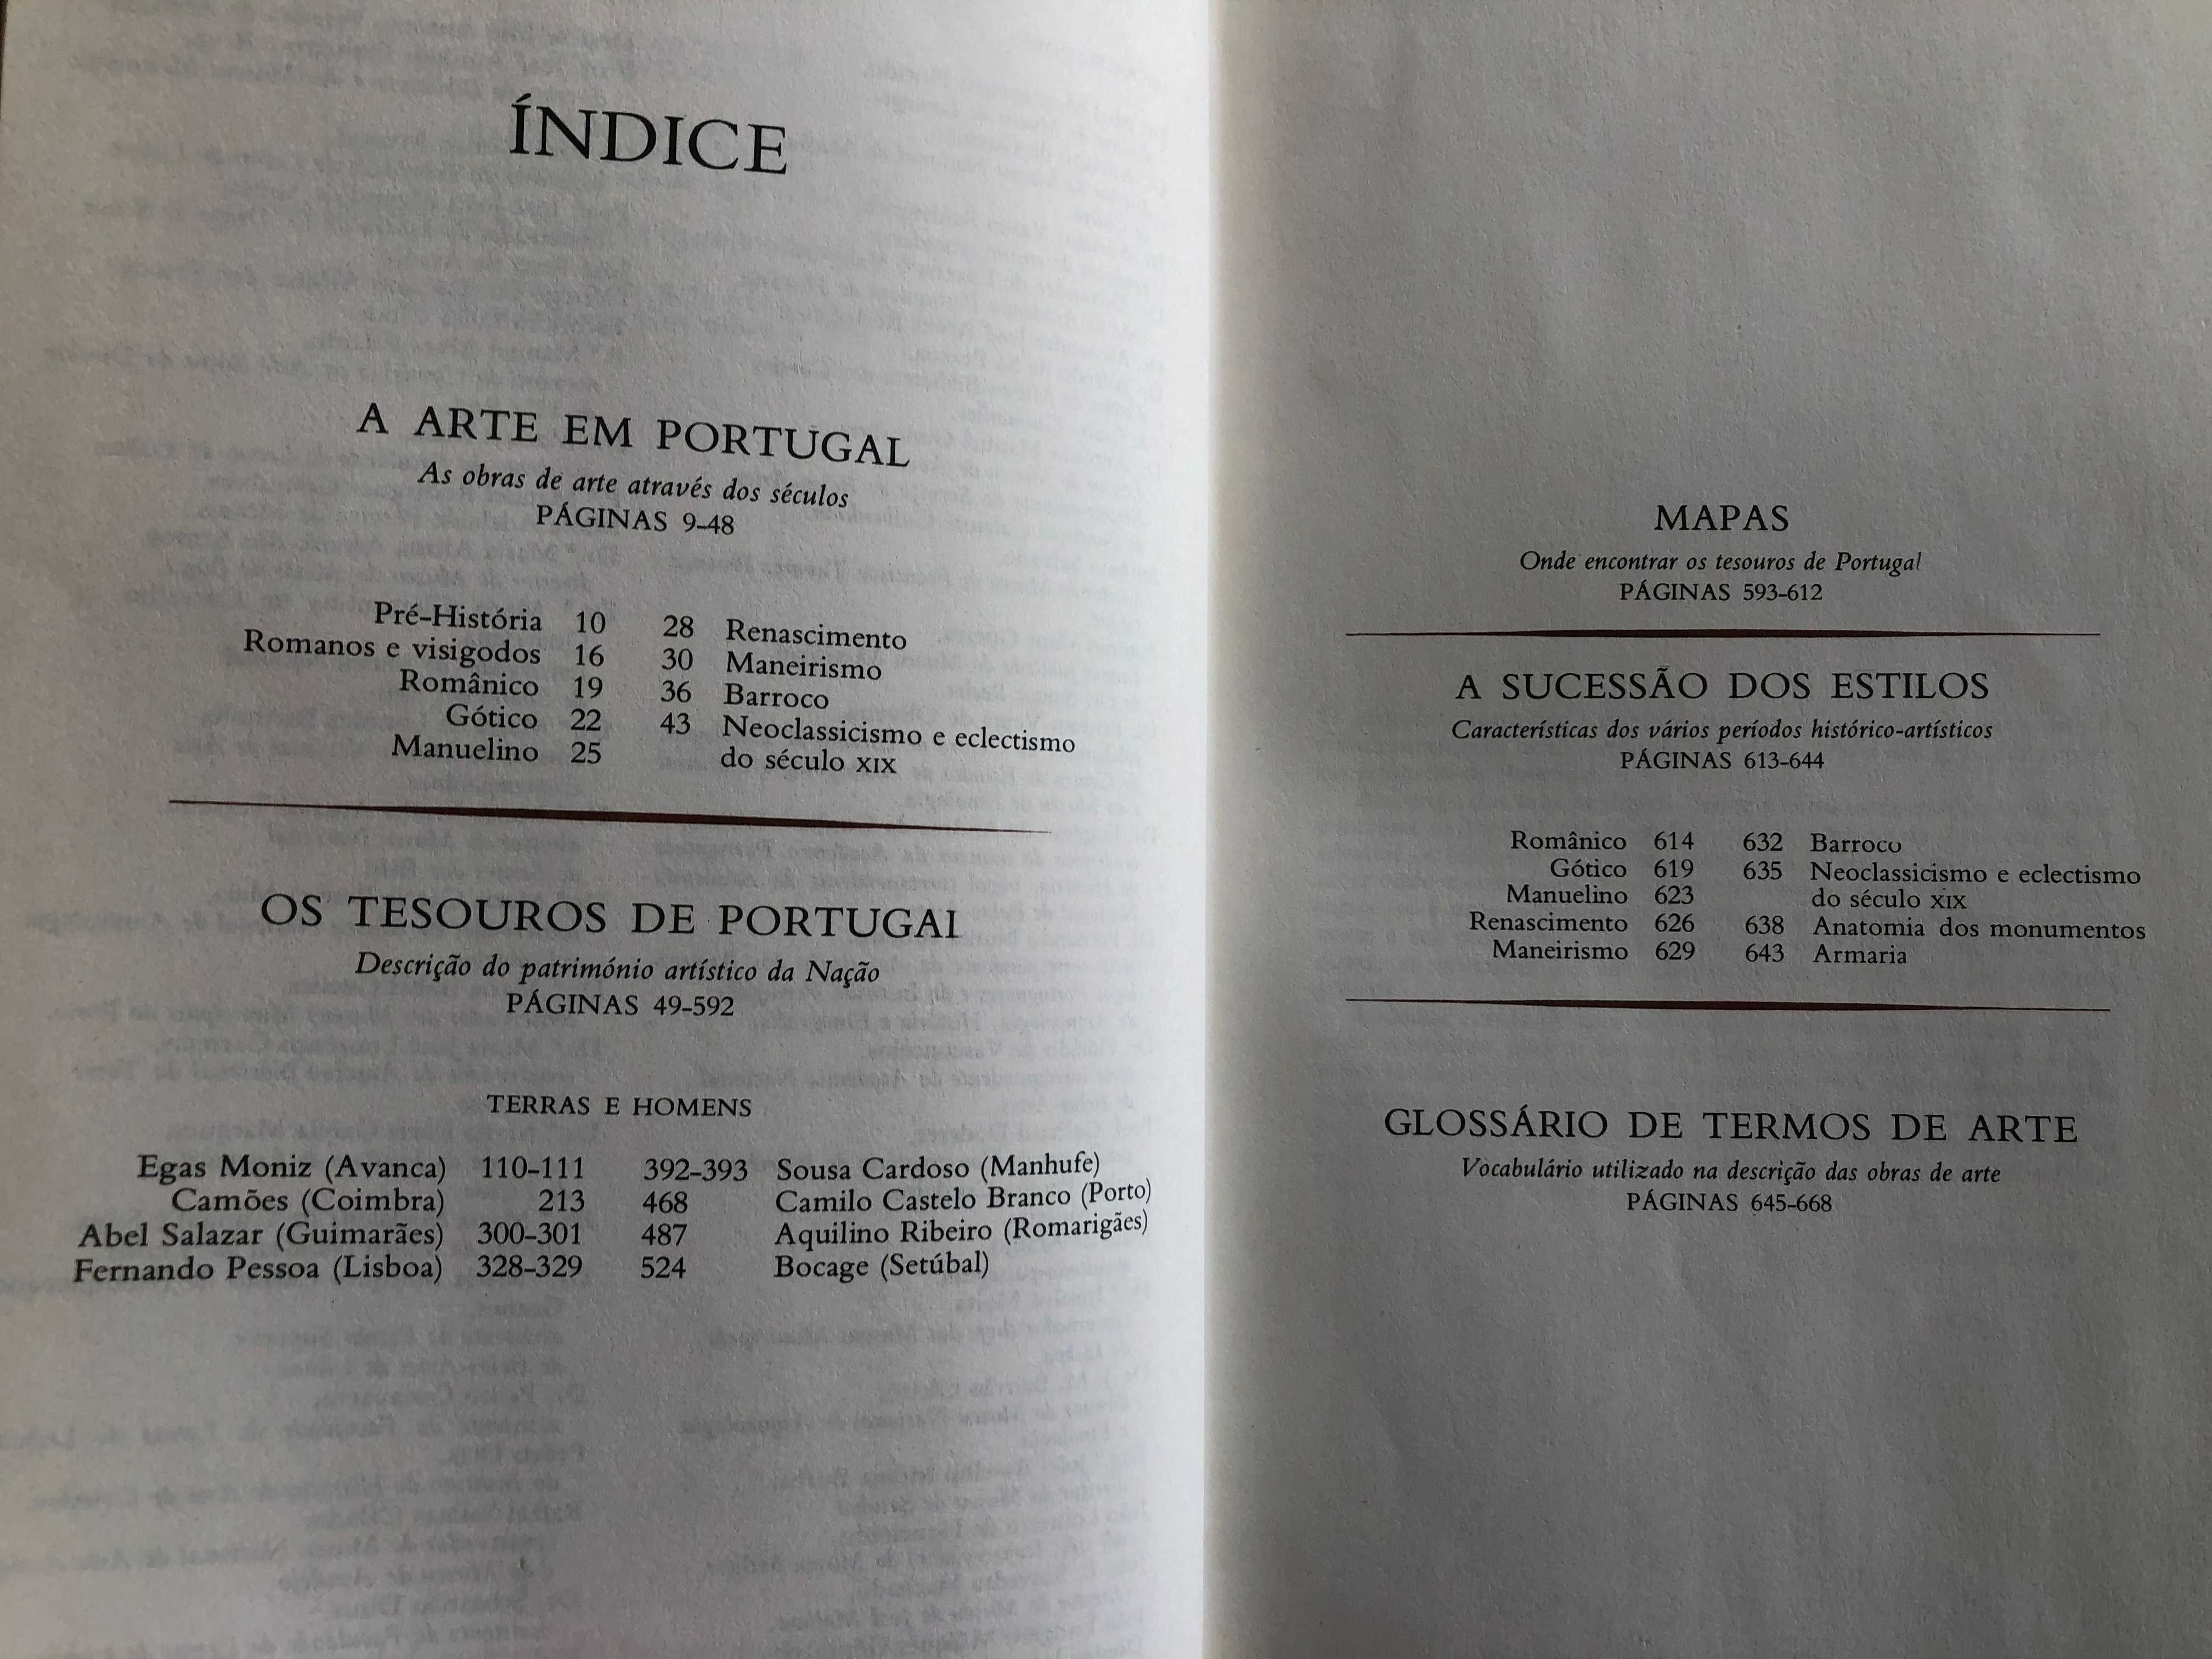 ÍNDICE
A ARTE EM PORTUGAL
As obras de arte através dos séculos
PÁGINAS 9-48
Pré-História 10
Romanos e visigodos 16
Românico 19
Gótico 22
Manuelino 25
28 Renascimento
30 Maneirismo
36 Barroco
43 Neoclassicismo e eclectismo
do século XIX
OS TESOUROS DE PORTUGAL
Descrição do património artístico da Nação
PÁGINAS 49-592
TERRAS E HOMENS
Egas Moniz (Avanca) 110-111
Camões (Coimbra) 213
Abel Salazar (Guimarães) 300-301
Fernando Pessoa (Lisboa) 328-329
392-393 Sousa Cardoso (Manhufe)
468 Camilo Castelo Branco (Porto)
487 Aquilino Ribeiro (Romarigães)
524 Bocage (Setúbal)
MAPAS
Onde encontrar os tesouros de Portugal
PÁGINAS 593-612
A SUCESSÃO DOS ESTILOS
Características dos vários períodos histórico-artísticos
PÁGINAS 613-644
Românico 614
Gótico 619
Manuelino 623
Renascimento 626
Maneirismo 629
632 Barroco
635 Neoclassicismo e eclectismo
do século XIX
638 Anatomia dos monumentos
643 Armaria
GLOSSÁRIO DE TERMOS DE ARTE
Vocabulário utilizado na descrição das obras de arte
PÁGINAS 645-668